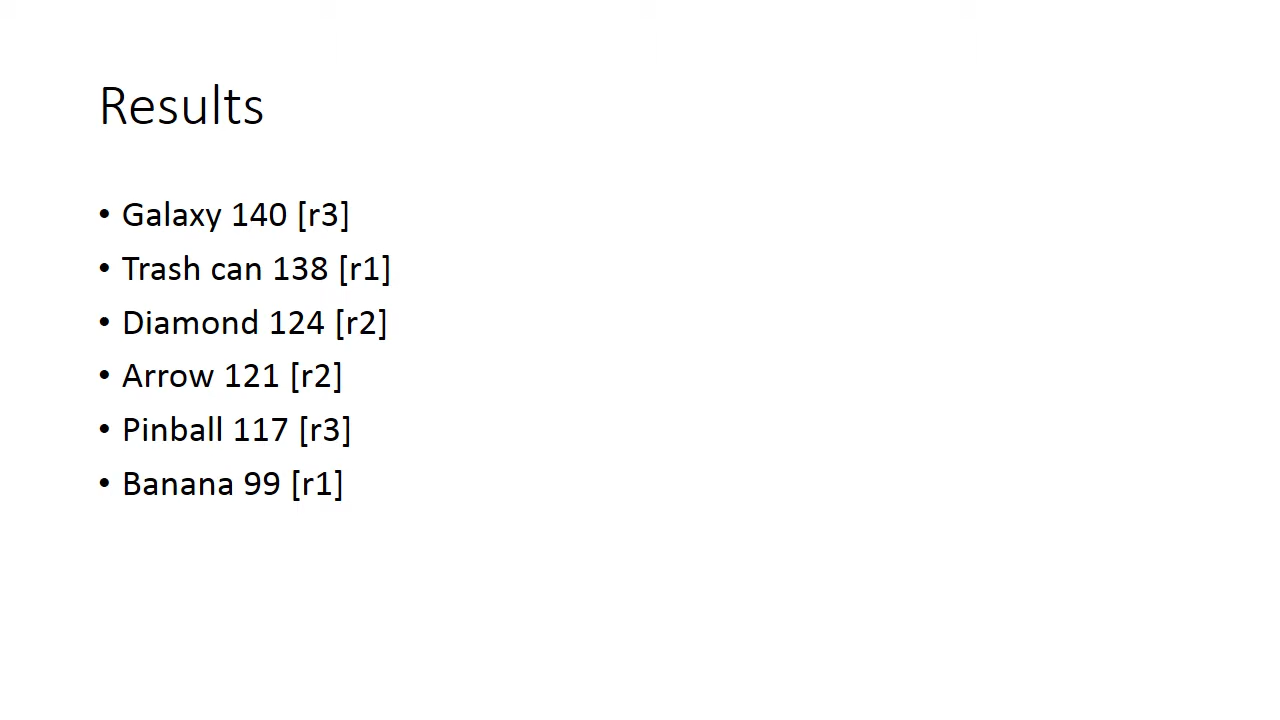 Results
• Galaxy 140 [r3]
• Trash can 138 [r1]
• Diamond 124 [r2]
• Arrow 121 [r2]
• Pinball 117 [r3]
• Banana 99 [r1]